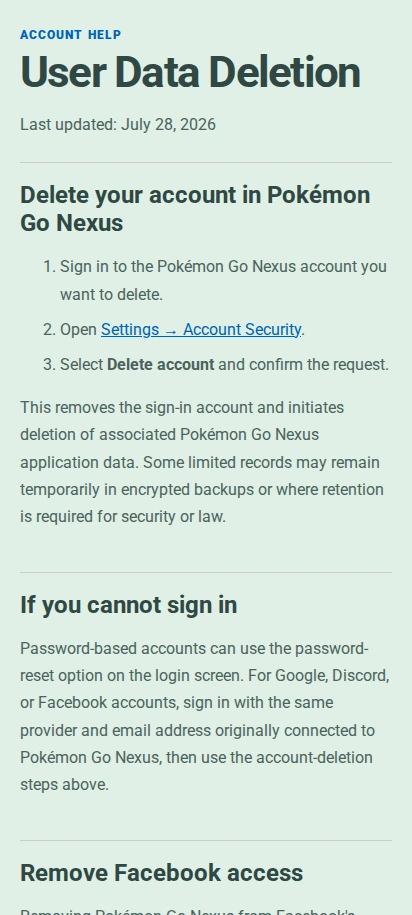 ACCOUNT HELP
User Data Deletion
Last updated: July 28, 2026
Delete your account in Pokémon
Go Nexus
1. Sign in to the Pokémon Go Nexus account you
want to delete.
2. Open Settings → Account Security.
3. Select Delete account and confirm the request.
This removes the sign-in account and initiates
deletion of associated Pokémon Go Nexus
application data. Some limited records may remain
temporarily in encrypted backups or where retention
is required for security or law.
If you cannot sign in
Password-based accounts can use the password-
reset option on the login screen. For Google, Discord,
or Facebook accounts, sign in with the same
provider and email address originally connected to
Pokémon Go Nexus, then use the account-deletion
steps above.
Remove Facebook access
Removing Pokémon Go Nexus from Facebook's